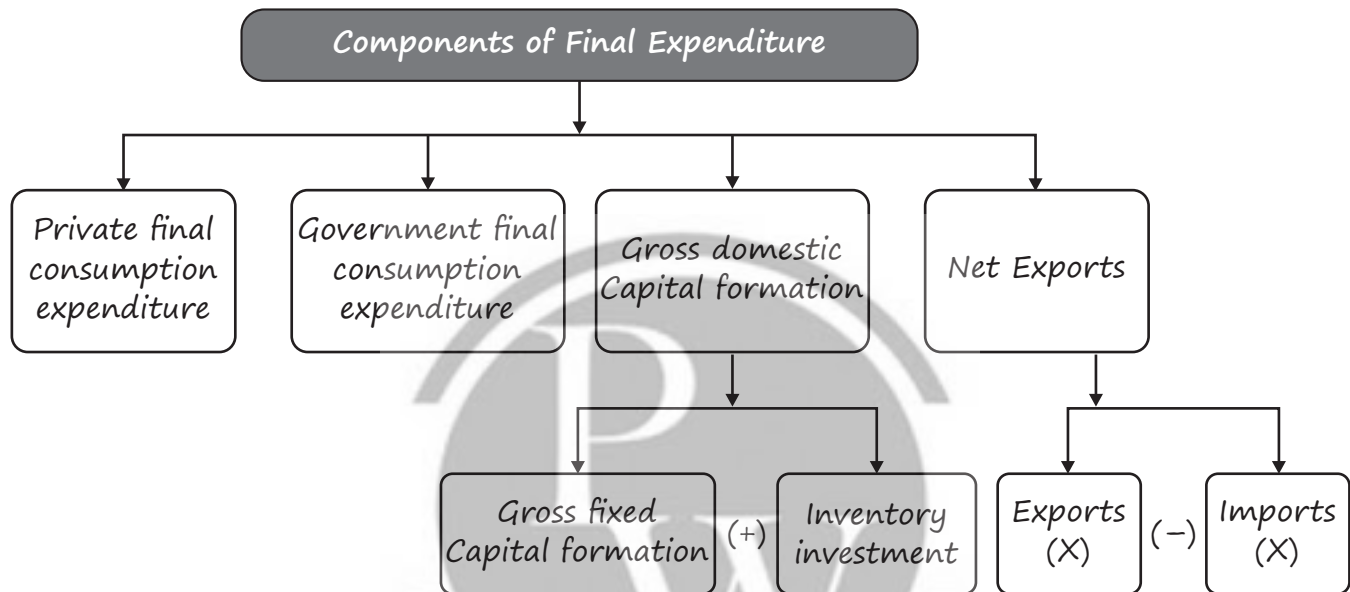 Components of Final Expenditure
Private final
consumption
expenditure
Government final
consumption
expenditure
Gross domestic
Capital formation
Net Exports
Gross fixed
Capital formation
(+)
Inventory
investment
Exports
(X)
(−)
Imports
(X)
PW